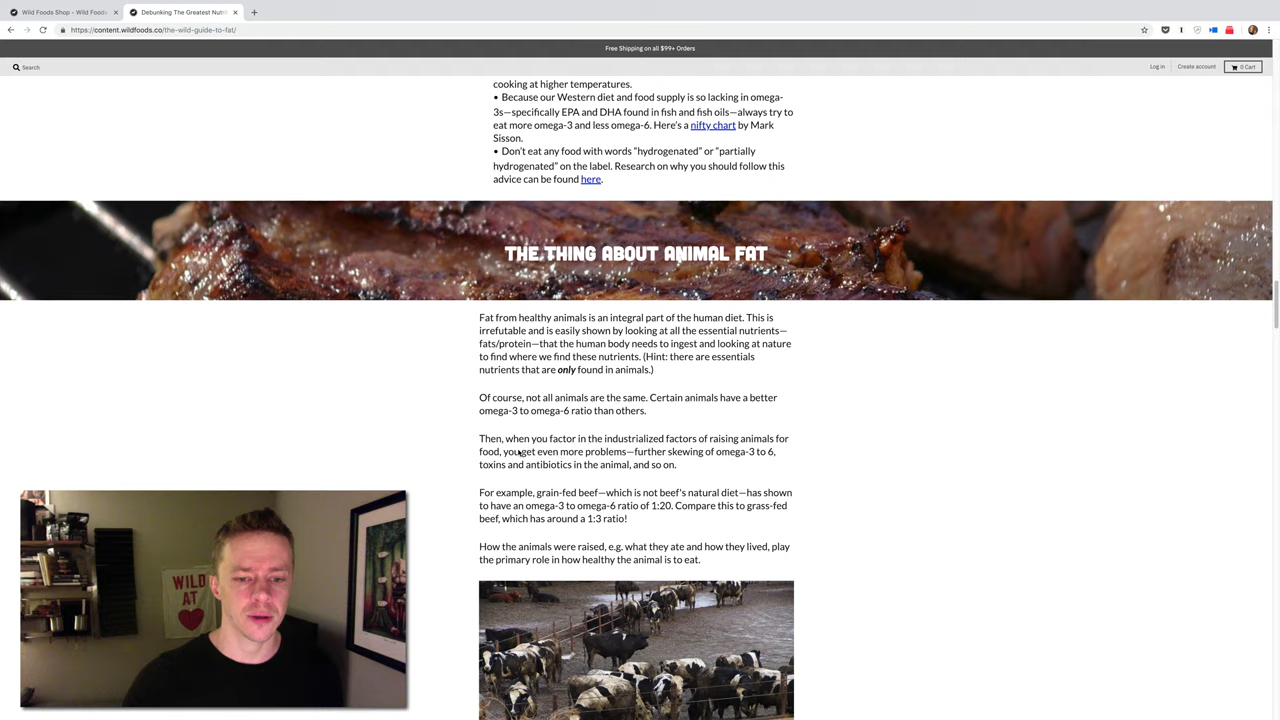 Wild Foods Shop - Wild Foods
Debunking The Greatest Nutri
https://content.wildfoods.co/the-wild-guide-to-fat/
Free Shipping on all $99+ Orders
Search
Log in
Create account
0 Cart
cooking at higher temperatures.
• Because our Western diet and food supply is so lacking in omega-
3s—specifically EPA and DHA found in fish and fish oils—always try to
eat more omega-3 and less omega-6. Here's a nifty chart by Mark
Sisson.
• Don't eat any food with words "hydrogenated" or "partially
hydrogenated" on the label. Research on why you should follow this
advice can be found here.
THE THING ABOUT ANIMAL FAT
Fat from healthy animals is an integral part of the human diet. This is
irrefutable and is easily shown by looking at all the essential nutrients—
fats/protein—that the human body needs to ingest and looking at nature
to find where we find these nutrients. (Hint: there are essentials
nutrients that are only found in animals.)
Of course, not all animals are the same. Certain animals have a better
omega-3 to omega-6 ratio than others.
Then, when you factor in the industrialized factors of raising animals for
food, you get even more problems—further skewing of omega-3 to 6,
toxins and antibiotics in the animal, and so on.
For example, grain-fed beef—which is not beef's natural diet—has shown
to have an omega-3 to omega-6 ratio of 1:20. Compare this to grass-fed
beef, which has around a 1:3 ratio!
How the animals were raised, e.g. what they ate and how they lived, play
the primary role in how healthy the animal is to eat.
WILD
AT